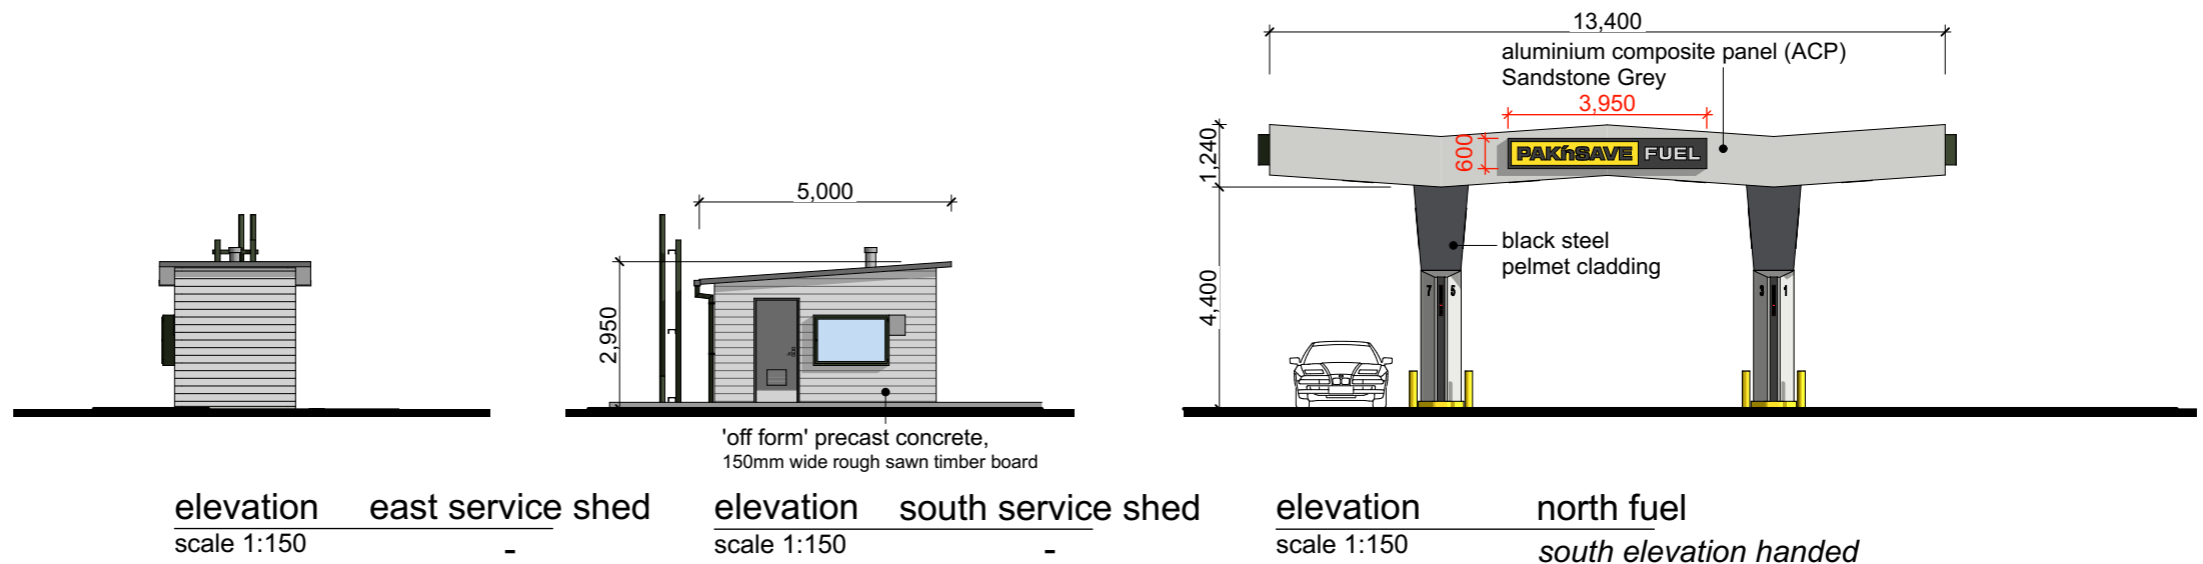 13,400
aluminium composite panel (ACP)
Sandstone Grey
3,950
1,240
600
PAK'nSAVE FUEL
5,000
2,950
black steel
pelmet cladding
4,400
7 5
3 1
'off form' precast concrete,
150mm wide rough sawn timber board
elevation east service shed
scale 1:150 -
elevation south service shed
scale 1:150 -
elevation north fuel
scale 1:150 south elevation handed